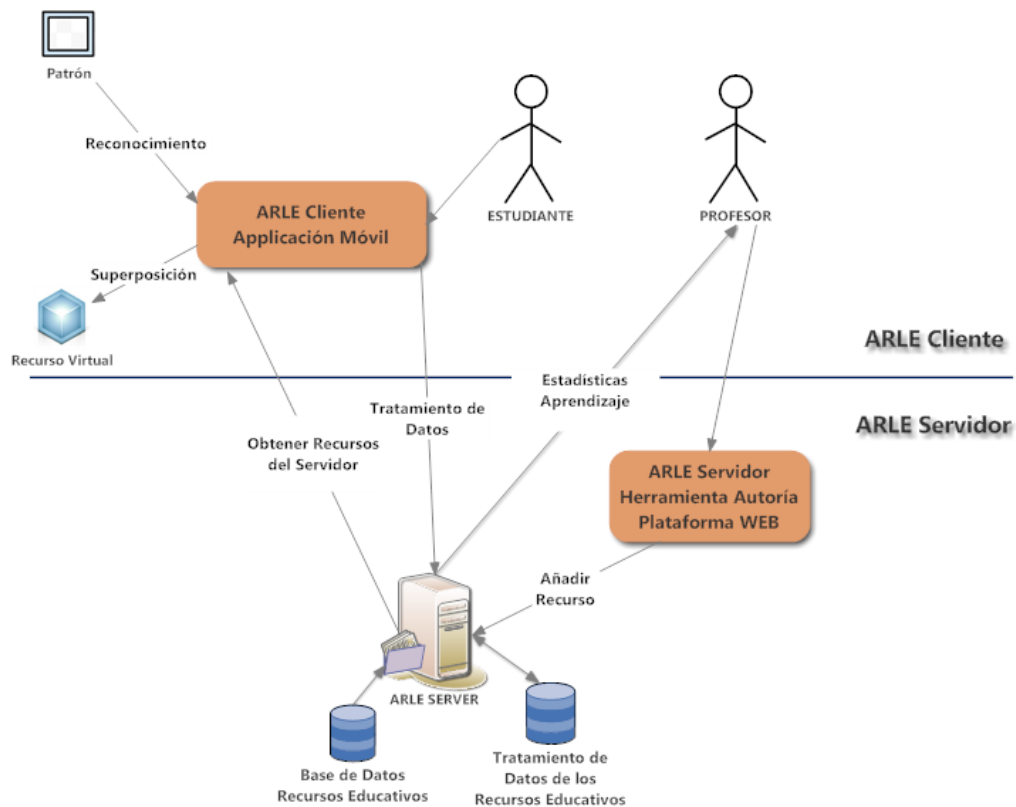 Patrón
Reconocimiento
ARLE Cliente
Applicación Móvil
ESTUDIANTE
PROFESOR
Superposición
Recurso Virtual
ARLE Cliente
Estadísticas
Aprendizaje
Tratamiento de
Datos
ARLE Servidor
Obtener Recursos
del Servidor
ARLE Servidor
Herramienta Autoría
Plataforma WEB
Añadir
Recurso
ARLE SERVER
Base de Datos
Recursos Educativos
Tratamiento de
Datos de los
Recursos Educativos